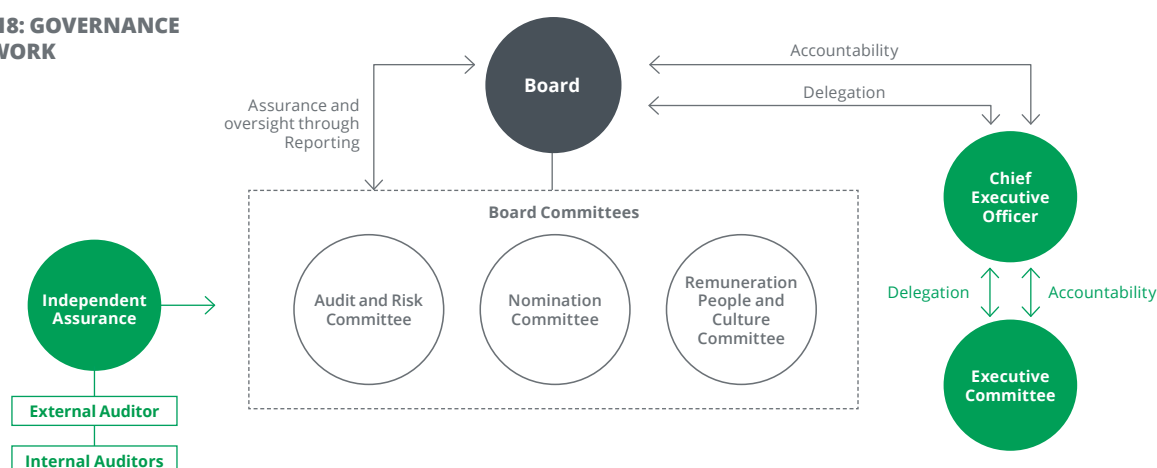 18: GOVERNANCE
Board
Accountability
Delegation
Assurance and
oversight through
Reporting
Chief
Executive
Officer
Board Committees
Independent
Assurance
Audit and Risk
Committee
Nomination
Committee
Remuneration
People and
Culture
Committee
Delegation
Accountability
Executive
Committee
External Auditor
Internal Auditors